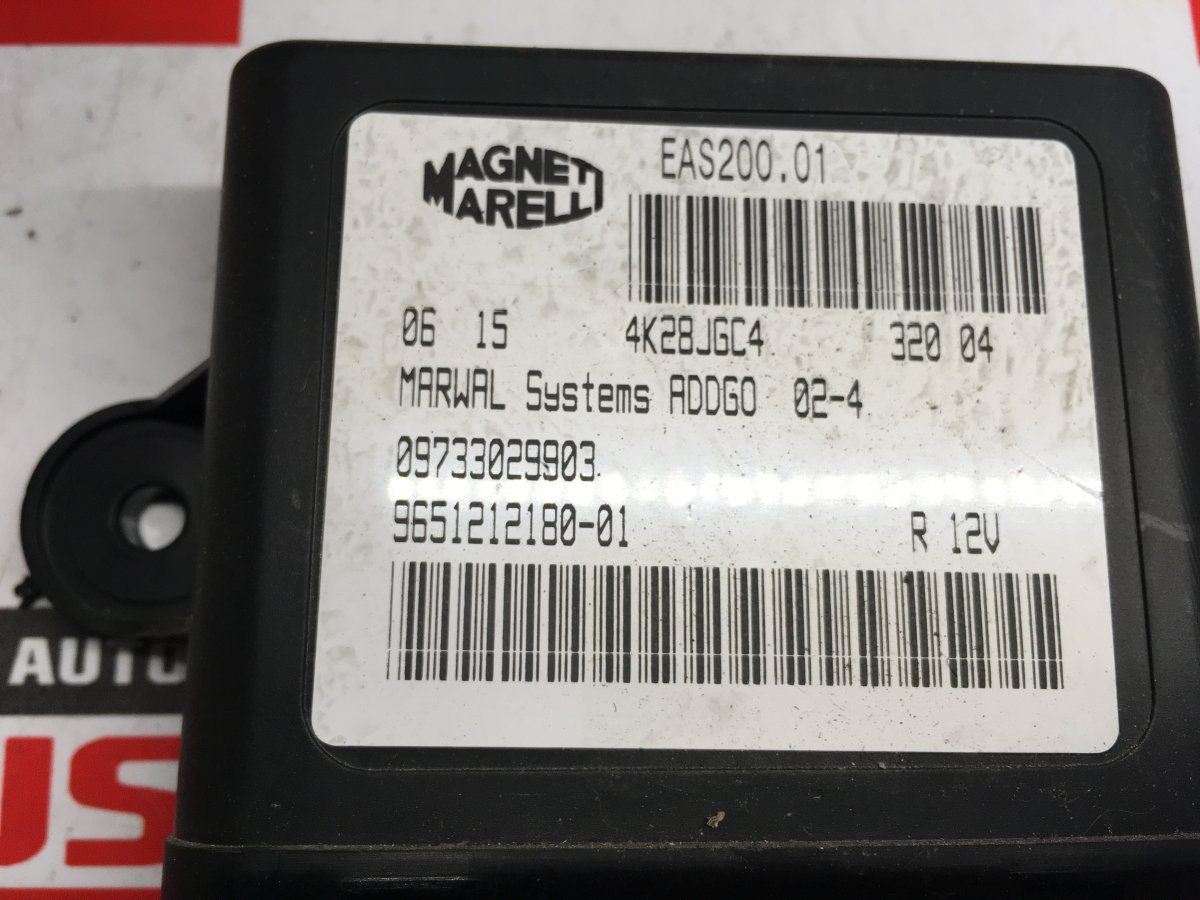 MAGNETI
MARELLI
EAS200.01
06 15 4K28JGC4 320 04
MARWAL Systems ADDGO 02-4
09733029903
9651212180-01 R 12V
AUTO
US